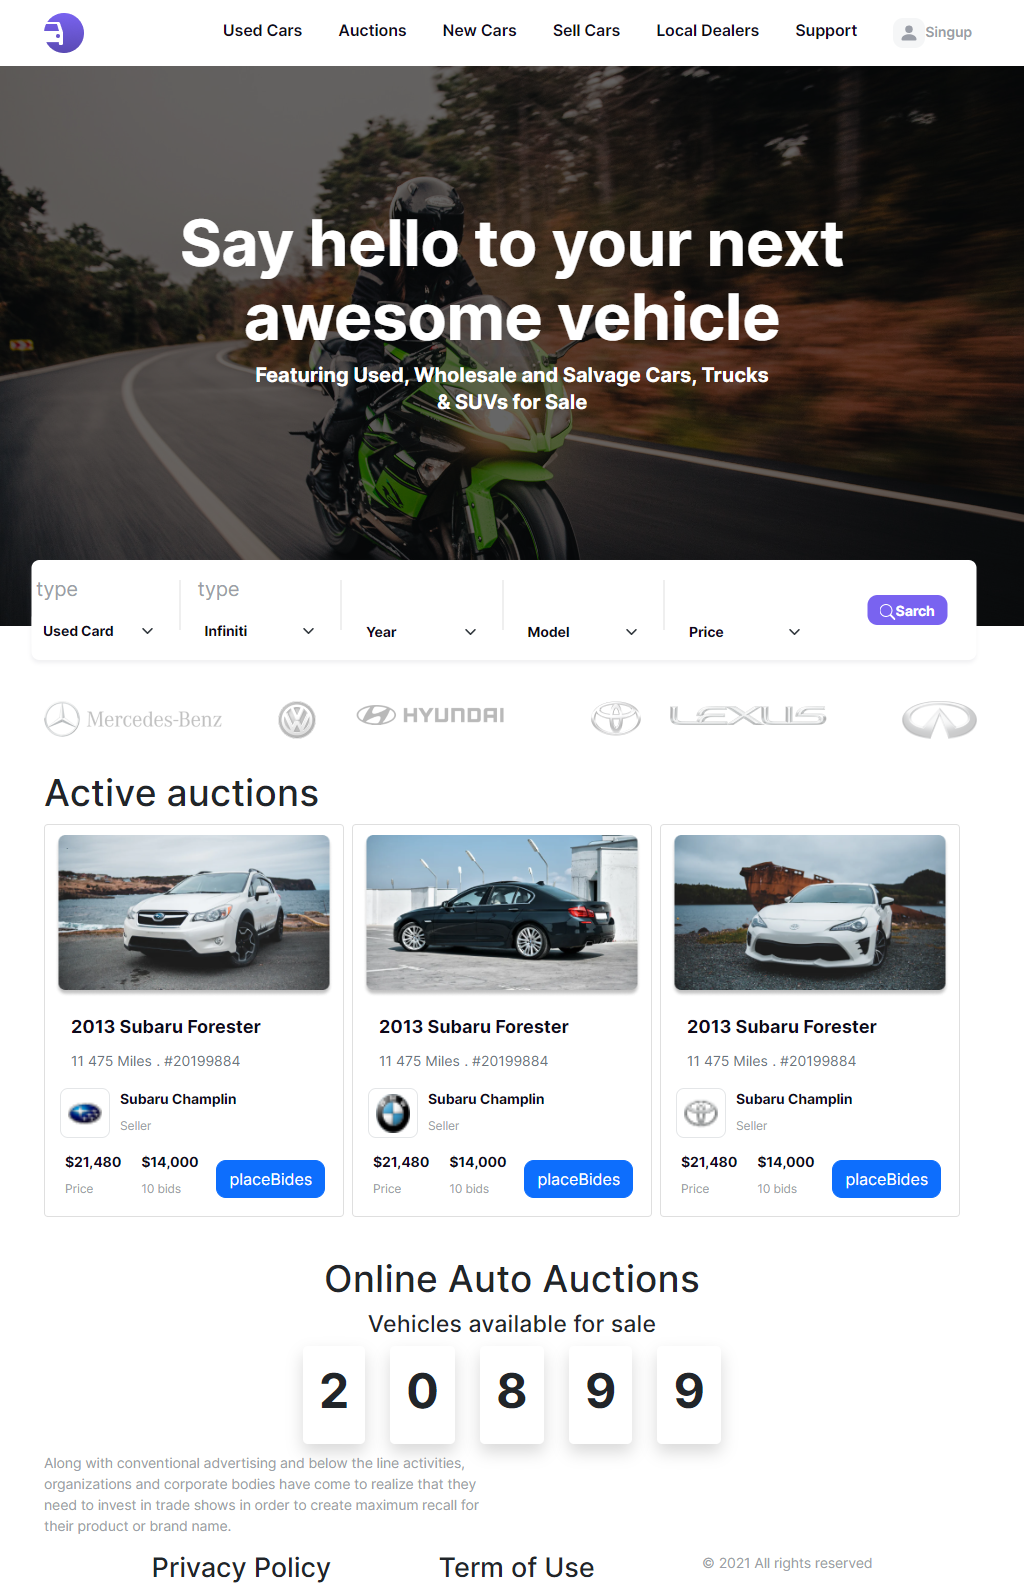 Used Cars Auctions New Cars Sell Cars Local Dealers Support Singup
Say hello to your next
awesome vehicle
Featuring Used, Wholesale and Salvage Cars, Trucks
& SUVs for Sale
type type
Used Card Infiniti Year Model Price Sarch
Mercedes-Benz HYUNDAI LEXUS
Active auctions
2013 Subaru Forester 2013 Subaru Forester 2013 Subaru Forester
11 475 Miles . #20199884 11 475 Miles . #20199884 11 475 Miles . #20199884
Subaru Champlin Subaru Champlin Subaru Champlin
Seller Seller Seller
$21,480 $14,000 $21,480 $14,000 $21,480 $14,000
placeBides placeBides placeBides
Price 10 bids Price 10 bids Price 10 bids
Online Auto Auctions
Vehicles available for sale
2 0 8 9 9
Along with conventional advertising and below the line activities,
organizations and corporate bodies have come to realize that they
need to invest in trade shows in order to create maximum recall for
their product or brand name.
Privacy Policy Term of Use © 2021 All rights reserved